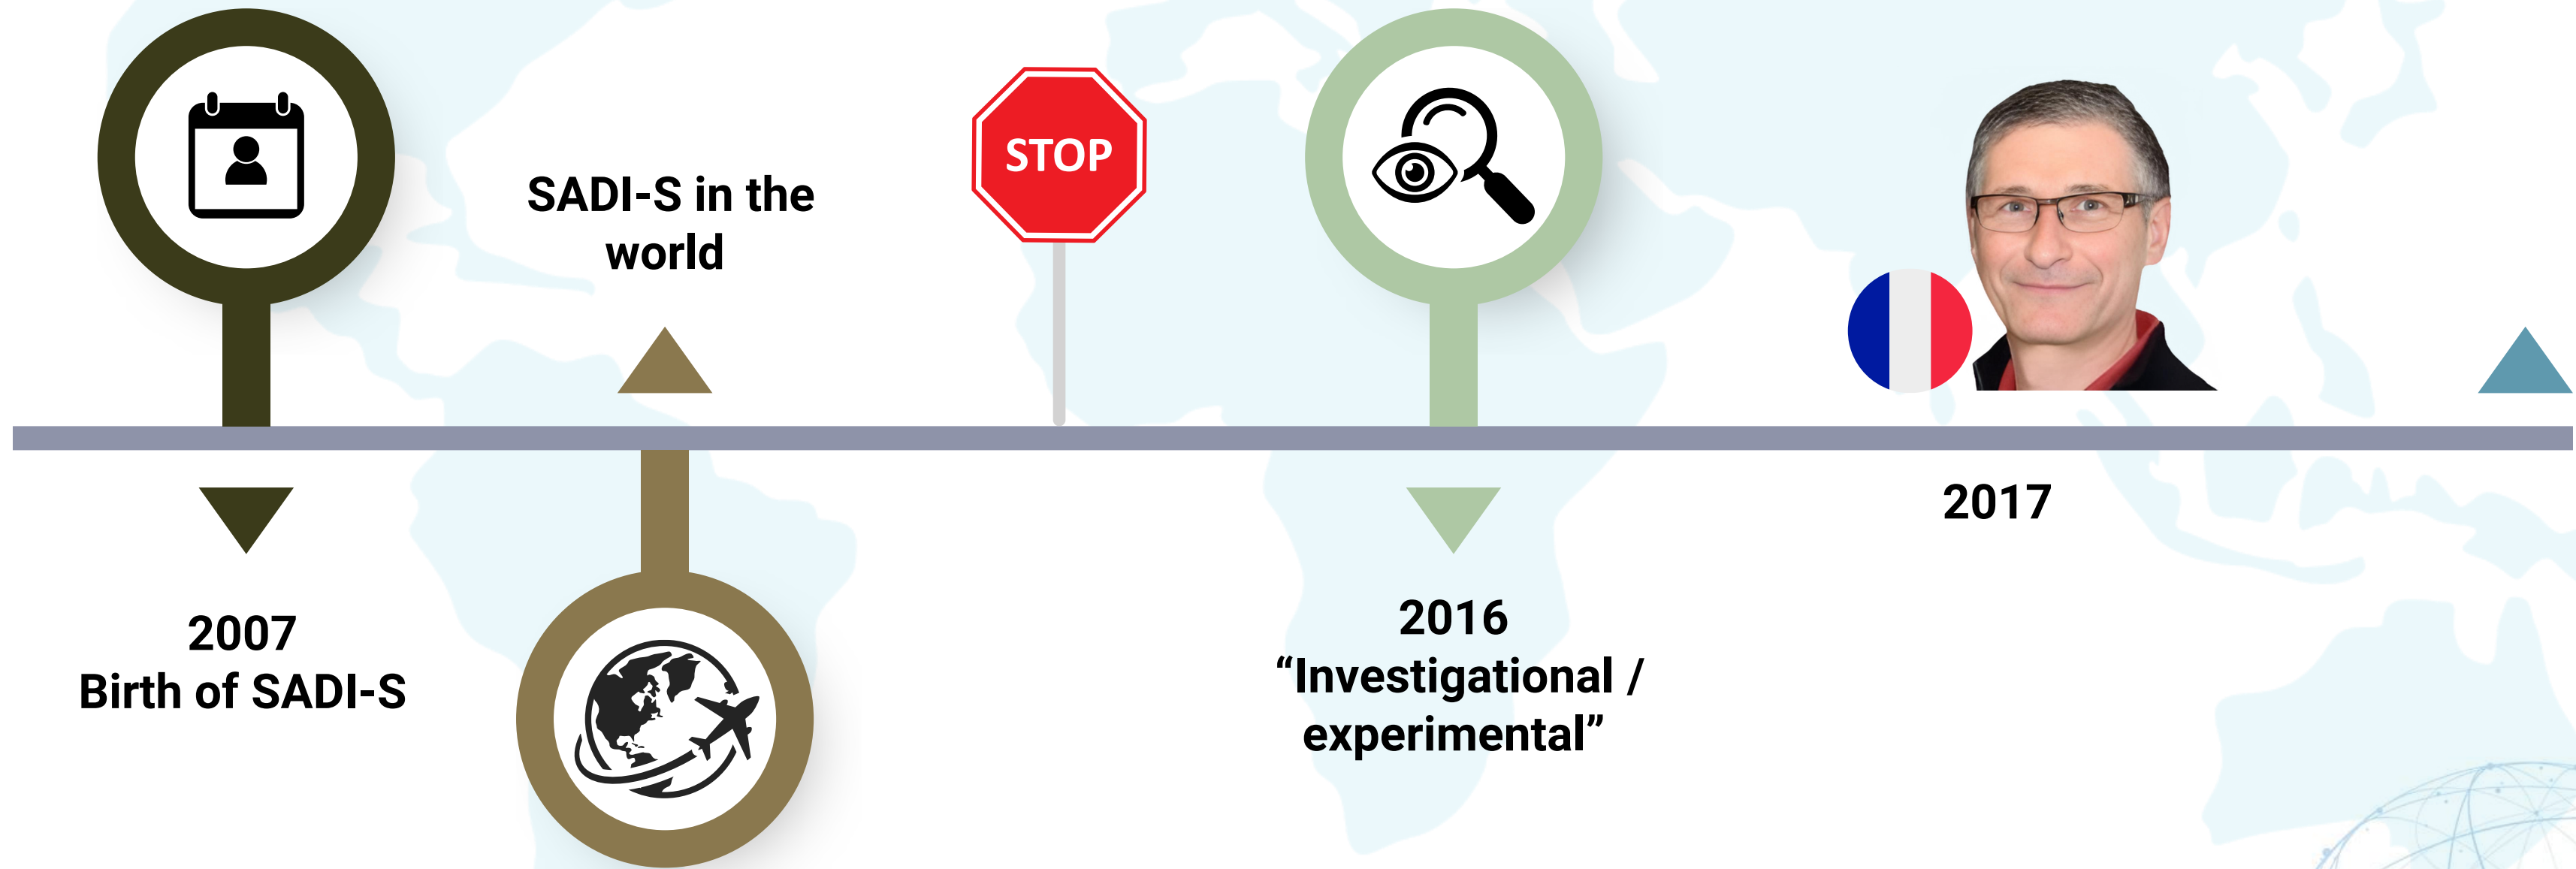 SADI-S in the
world
STOP
2007
Birth of SADI-S
2016
“Investigational /
experimental”
2017